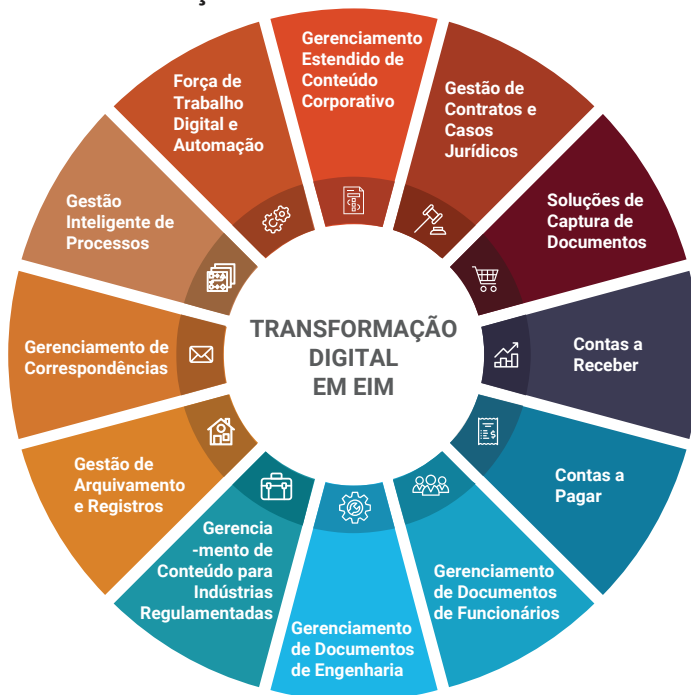 Gerenciamento
Estendido de
Conteúdo
Corporativo
Gestão de
Contratos e
Casos
Jurídicos
Soluções de
Captura de
Documentos
Contas a
Receber
Contas a
Pagar
Gerenciamento
de Documentos
de Funcionários
Gerenciamento
de Documentos
de Engenharia
Gerencia
-mento de
Conteúdo para
Indústrias
Regulamentadas
Gestão de
Arquivamento
e Registros
Gerenciamento de
Correspondências
Gestão
Inteligente de
Processos
Força de
Trabalho
Digital e
Automação
TRANSFORMAÇÃO
DIGITAL
EM EIM